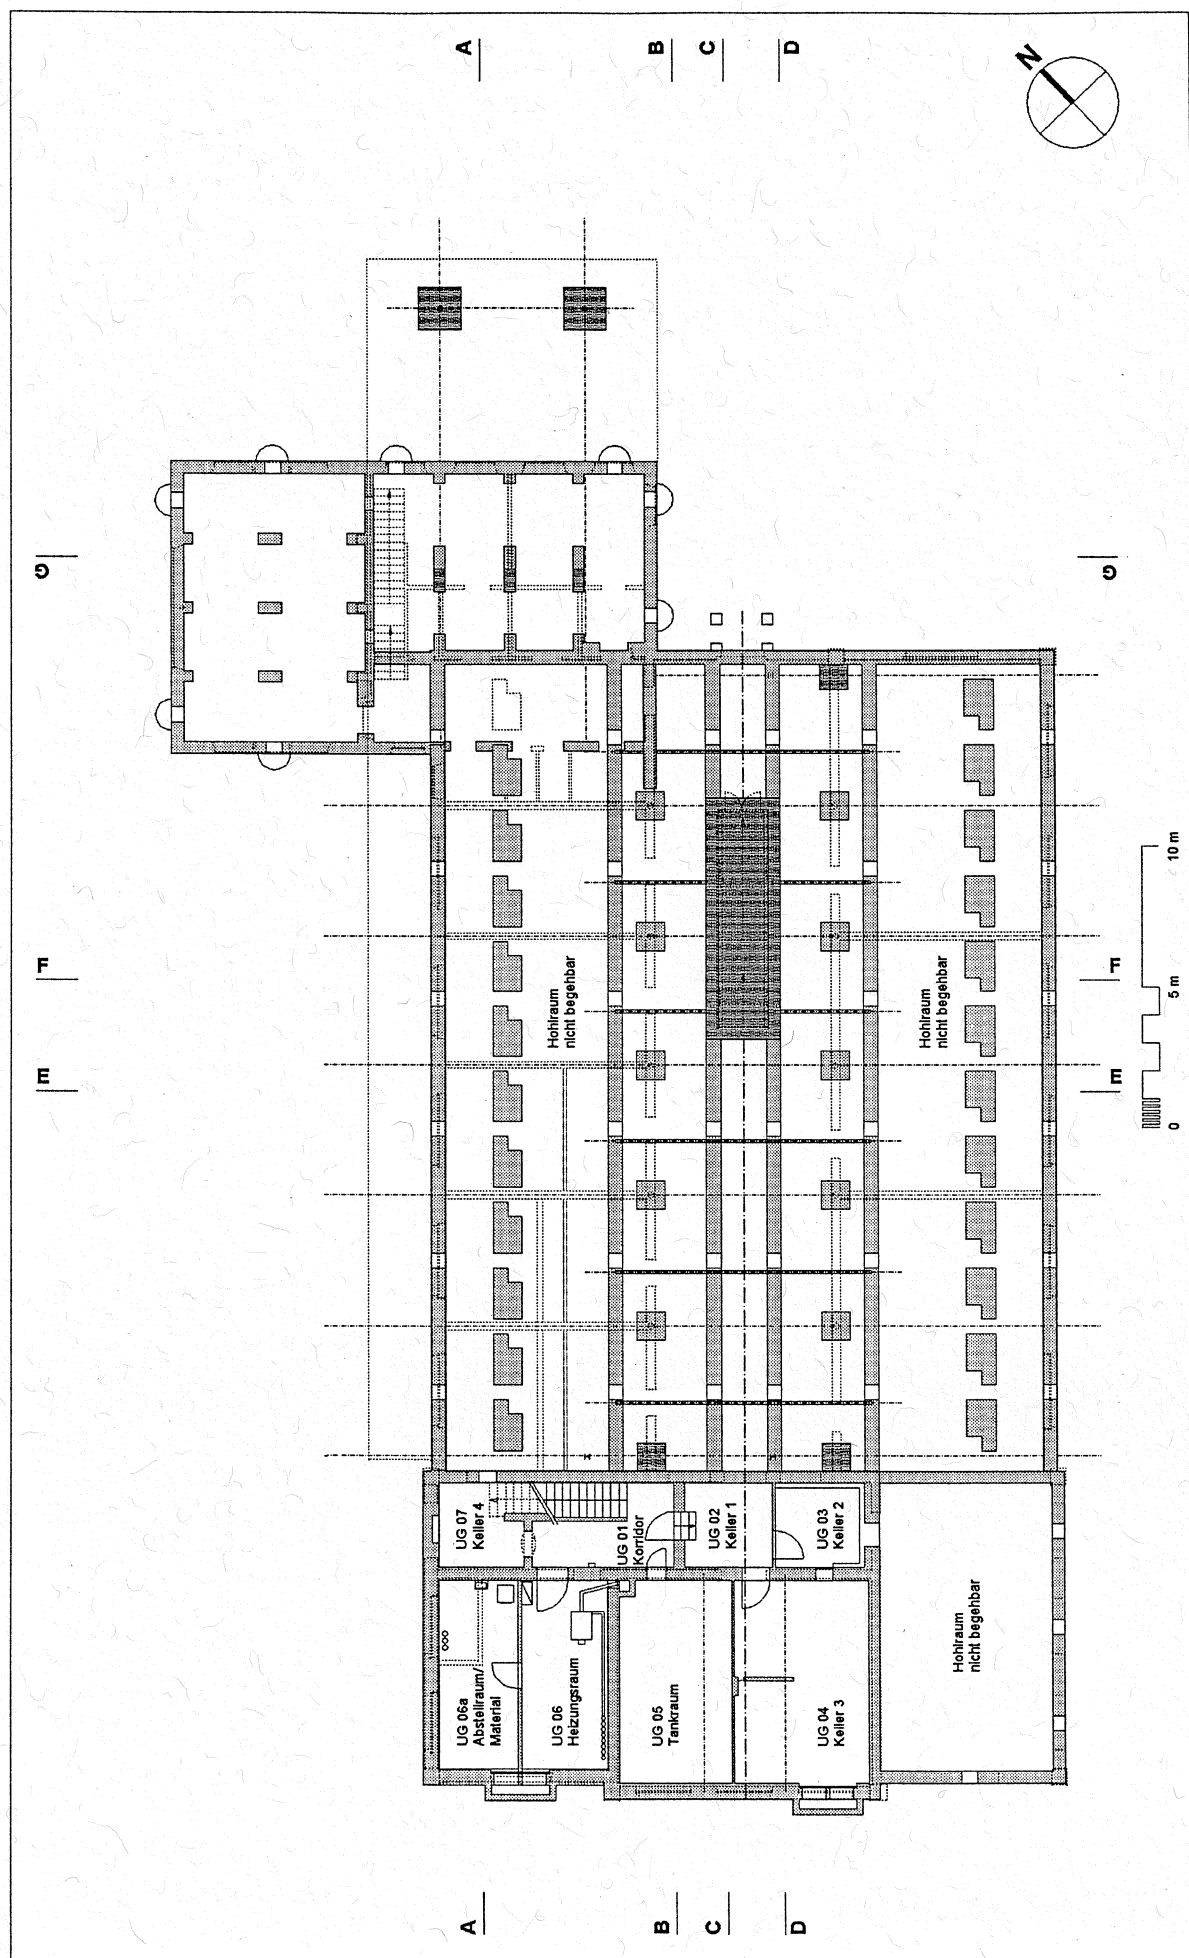 A
B
C
D
N
G
G
F
F
E
E
Hohlraum
nicht begehbar
Hohlraum
nicht begehbar
10 m
5 m
0
UG 07
Keller 4
UG 01
Korridor
UG 02
Keller 1
UG 03
Keller 2
UG 06a
Abstellraum/
Material
UG 06
Heizungsraum
UG 05
Tankraum
UG 04
Keller 3
Hohlraum
nicht begehbar
A
B
C
D